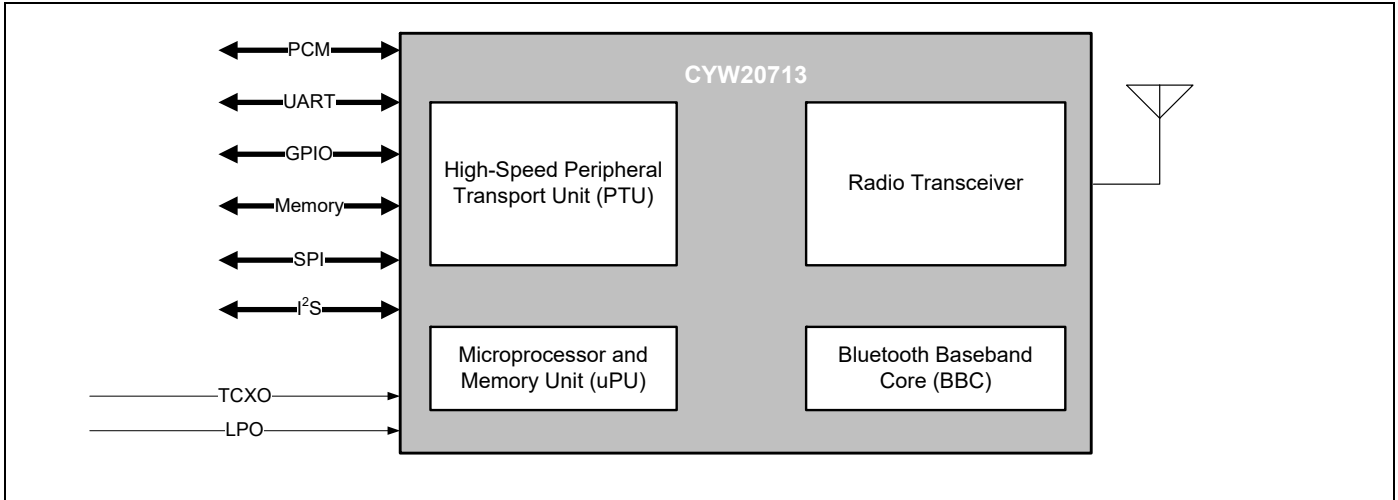 PCM
UART
GPIO
Memory
SPI
I²S
TCXO
LPO
CYW20713
High-Speed Peripheral
Transport Unit (PTU)
Radio Transceiver
Microprocessor and
Memory Unit (uPU)
Bluetooth Baseband
Core (BBC)